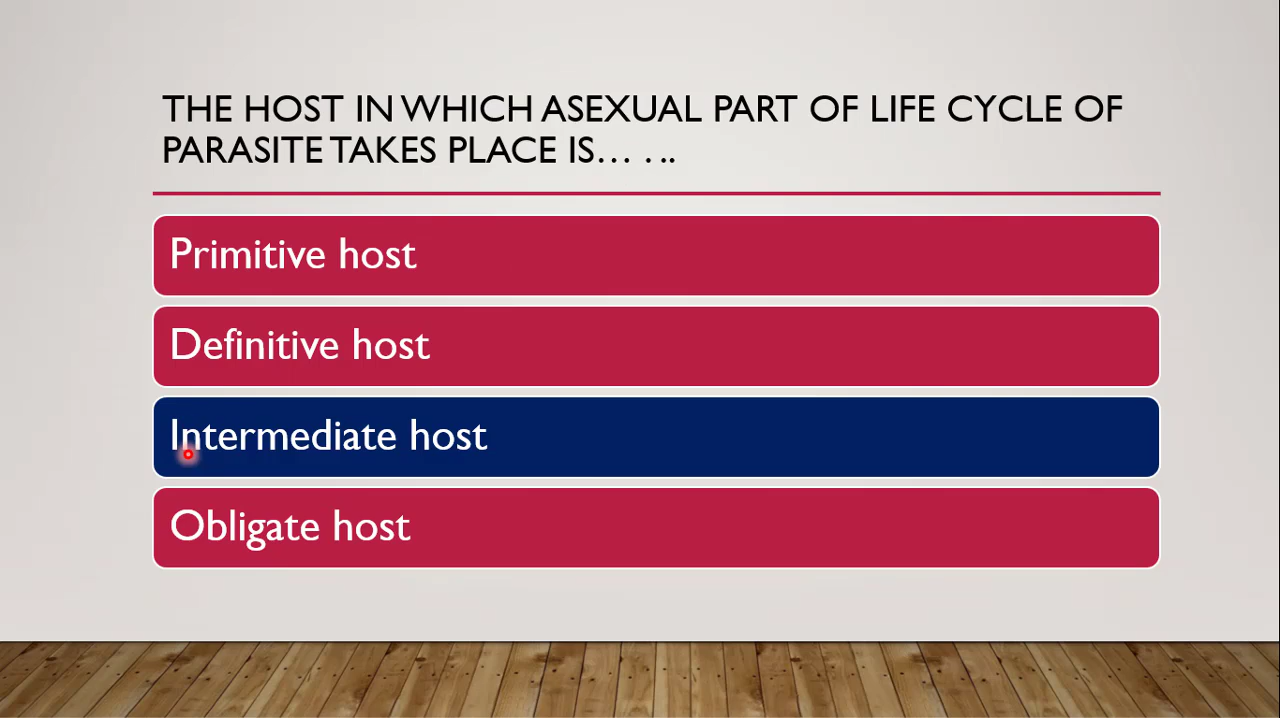 THE HOST IN WHICH ASEXUAL PART OF LIFE CYCLE OF
PARASITE TAKES PLACE IS… . ..
Primitive host
Definitive host
Intermediate host
Obligate host